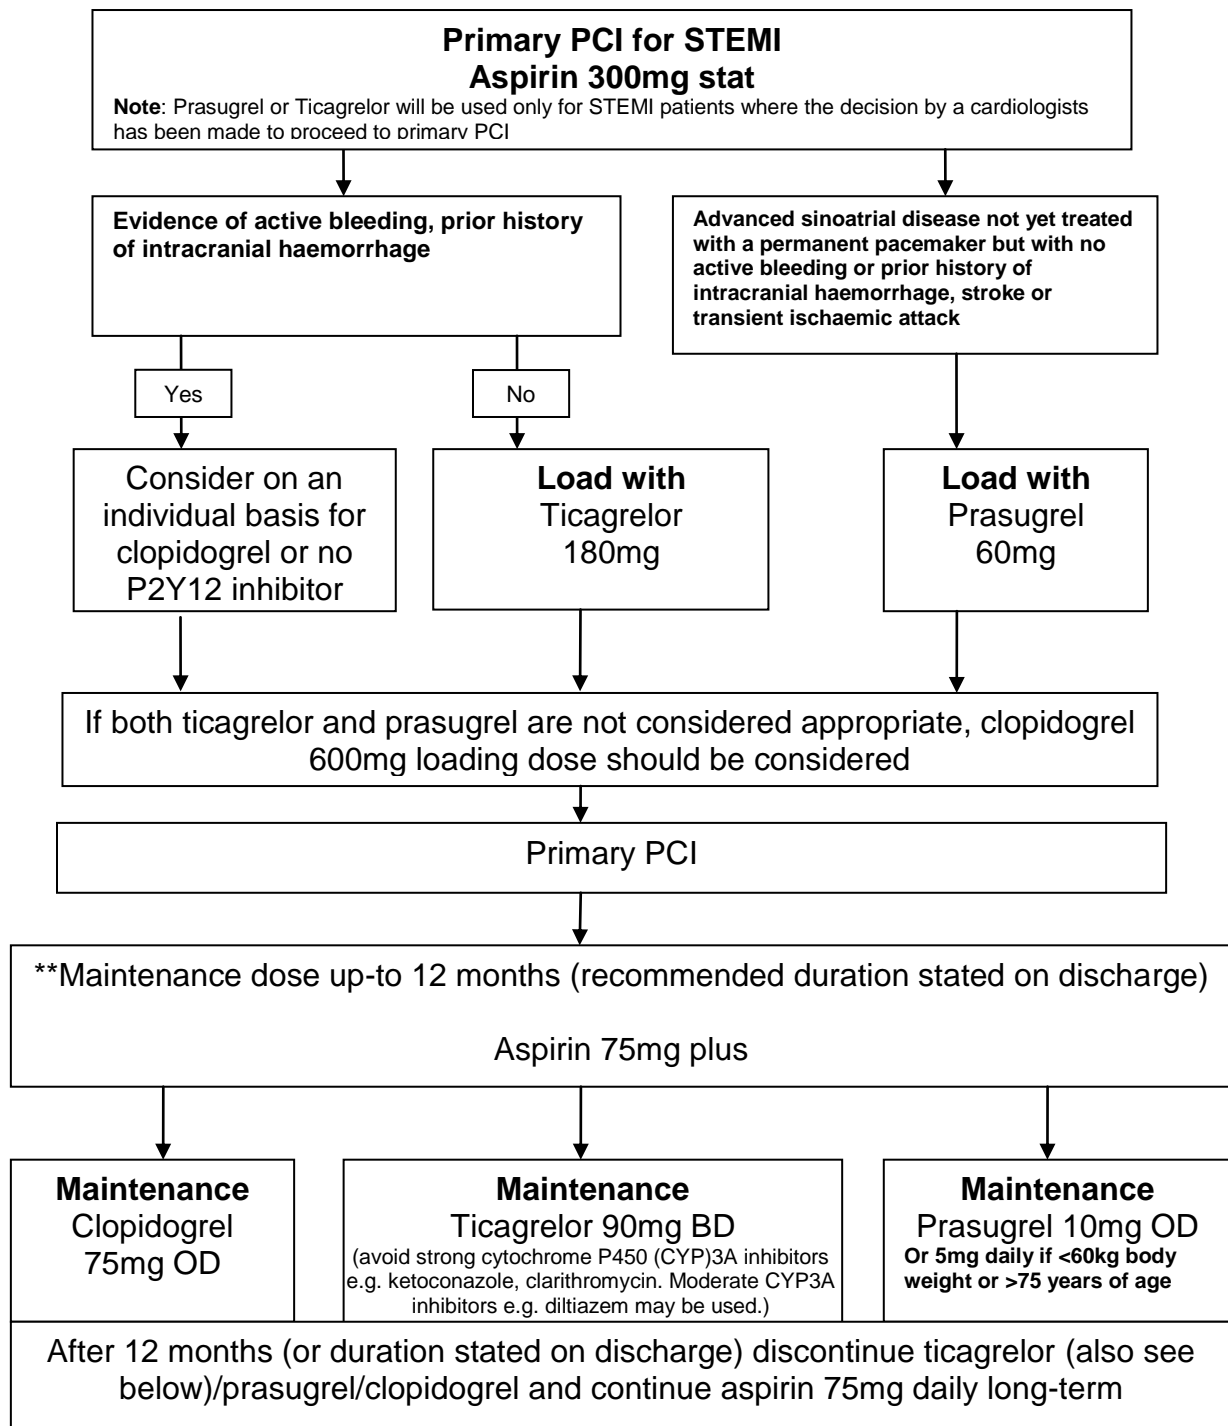 Primary PCI for STEMI
Aspirin 300mg stat
Note: Prasugrel or Ticagrelor will be used only for STEMI patients where the decision by a cardiologists
has been made to proceed to primary PCI
Evidence of active bleeding, prior history
of intracranial haemorrhage
Advanced sinoatrial disease not yet treated
with a permanent pacemaker but with no
active bleeding or prior history of
intracranial haemorrhage, stroke or
transient ischaemic attack
Yes
No
Consider on an
individual basis for
clopidogrel or no
P2Y12 inhibitor
Load with
Ticagrelor
180mg
Load with
Prasugrel
60mg
If both ticagrelor and prasugrel are not considered appropriate, clopidogrel
600mg loading dose should be considered
Primary PCI
**Maintenance dose up-to 12 months (recommended duration stated on discharge)
Aspirin 75mg plus
Maintenance
Clopidogrel
75mg OD
Maintenance
Ticagrelor 90mg BD
(avoid strong cytochrome P450 (CYP)3A inhibitors
e.g. ketoconazole, clarithromycin. Moderate CYP3A
inhibitors e.g. diltiazem may be used.)
Maintenance
Prasugrel 10mg OD
Or 5mg daily if <60kg body
weight or >75 years of age
After 12 months (or duration stated on discharge) discontinue ticagrelor (also see
below)/prasugrel/clopidogrel and continue aspirin 75mg daily long-term